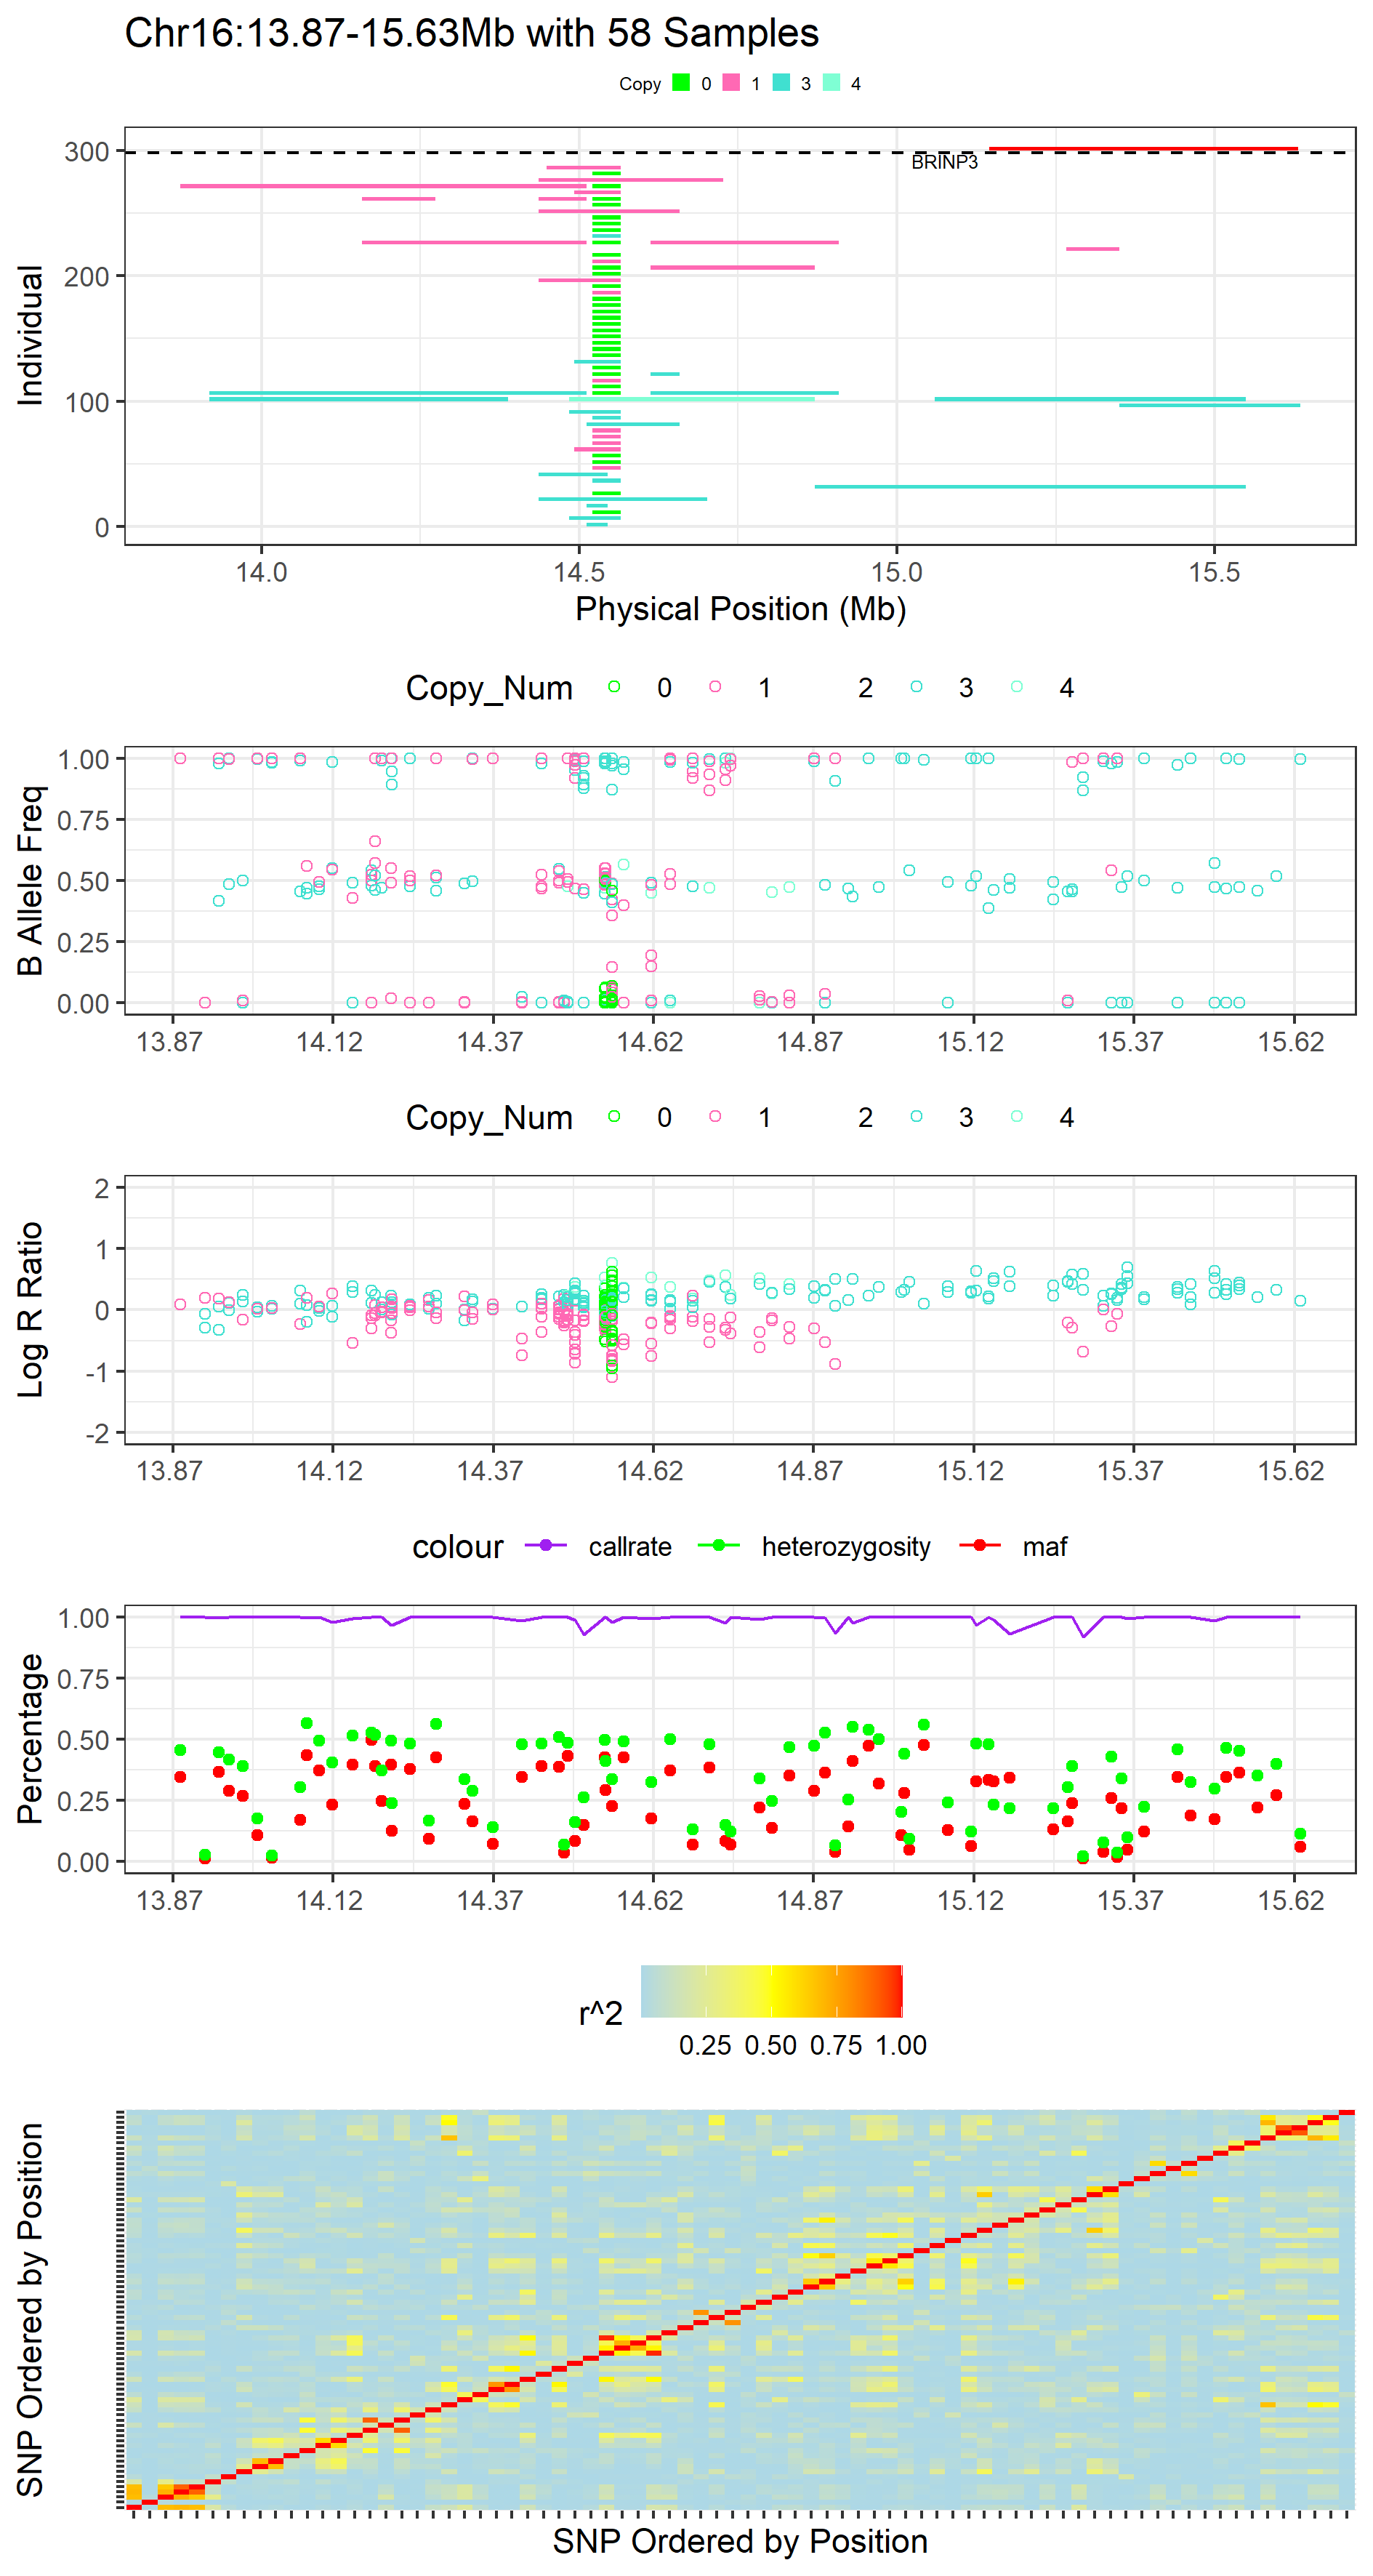 Chr16:13.87-15.63Mb with 58 Samples
Copy 0 1 3 4
300
BRINP3
200
100
0
Individual
14.0 14.5 15.0 15.5
Physical Position (Mb)
Copy_Num 0 1 2 3 4
1.00
0.75
0.50
0.25
0.00
B Allele Freq
13.87 14.12 14.37 14.62 14.87 15.12 15.37 15.62
Copy_Num 0 1 2 3 4
2
1
0
-1
-2
Log R Ratio
13.87 14.12 14.37 14.62 14.87 15.12 15.37 15.62
colour callrate heterozygosity maf
1.00
0.75
0.50
0.25
0.00
Percentage
13.87 14.12 14.37 14.62 14.87 15.12 15.37 15.62
r^2
0.25 0.50 0.75 1.00
SNP Ordered by Position
SNP Ordered by Position